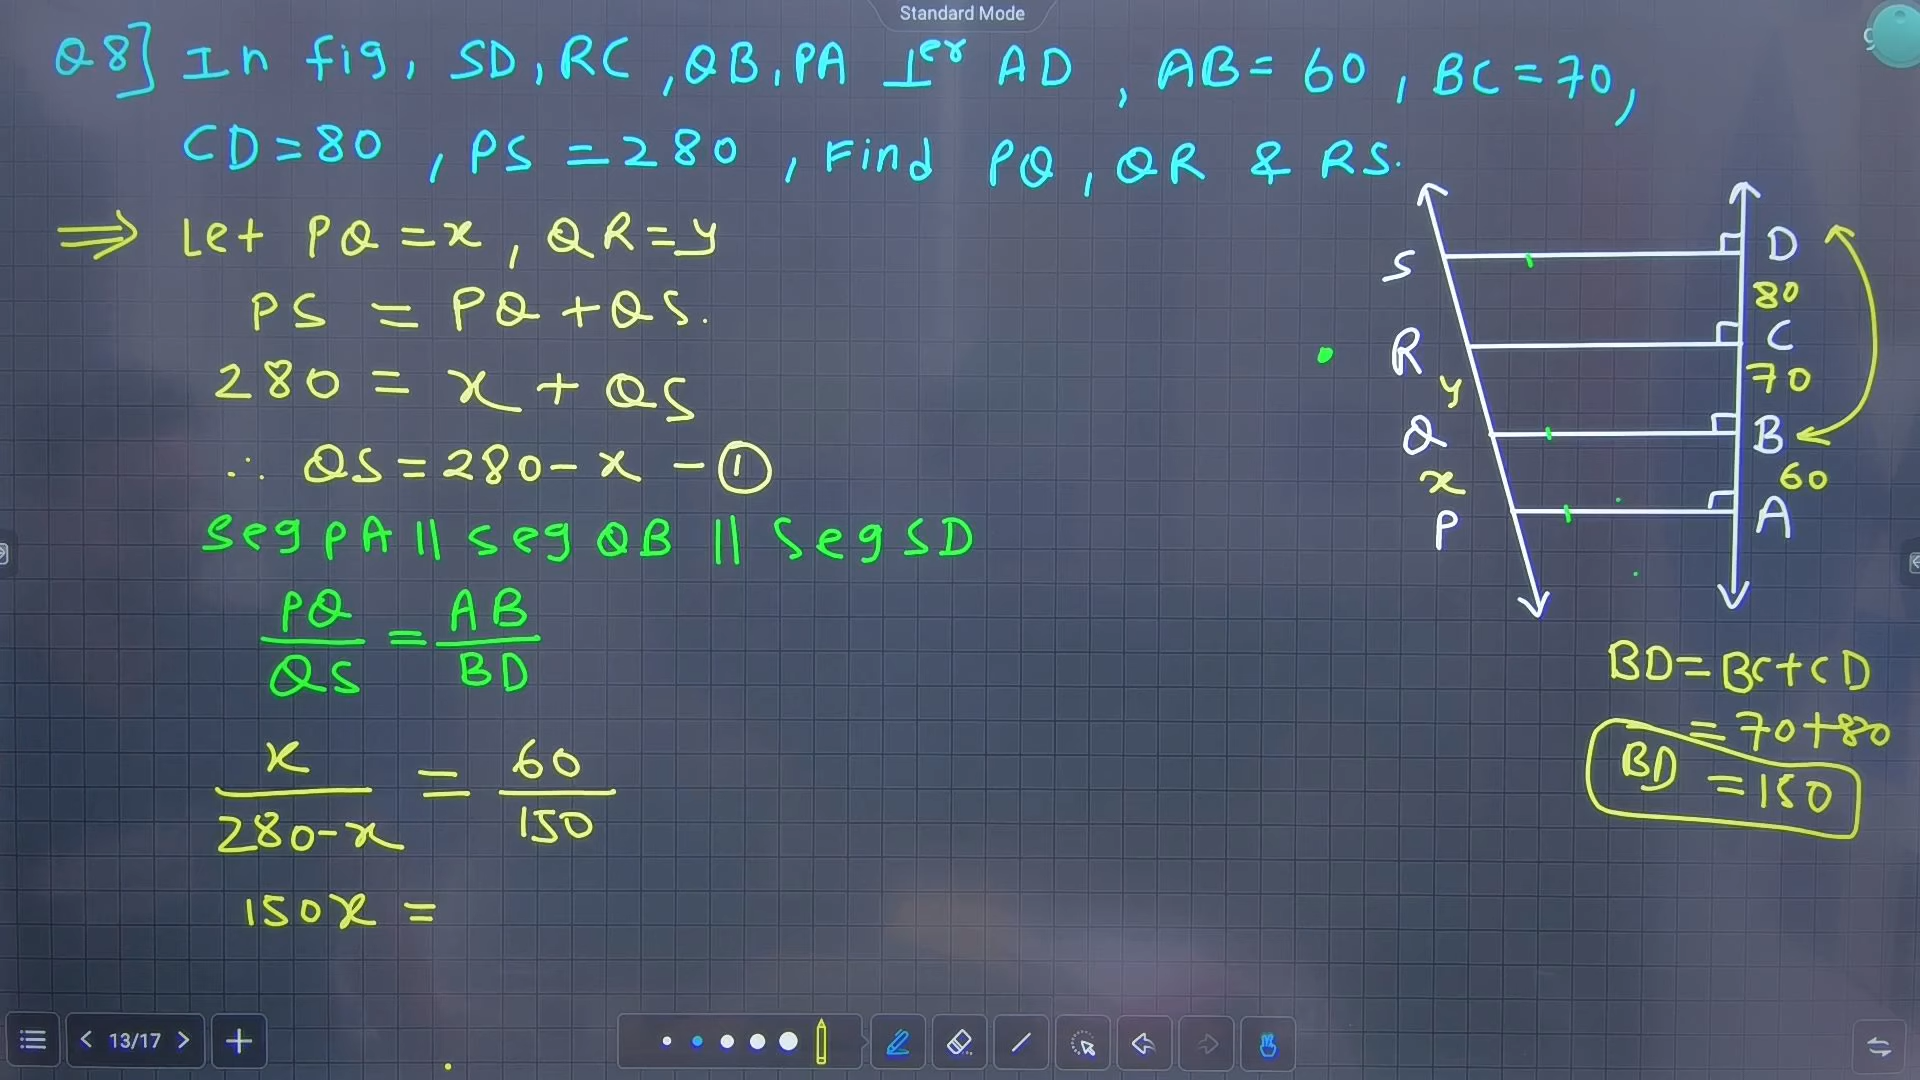 Standard Mode
Q8] In fig, SD, RC, QB, PA ⊥er AD, AB = 60, BC = 70,
CD = 80, PS = 280, Find PQ, QR & RS.
⇒ Let PQ = x, QR = y
PS = PQ + QS.
280 = x + QS
∴ QS = 280 - x - ①
seg PA || seg QB || seg SD
PQ/QS = AB/BD
x/(280-x) = 60/150
150x =
S D
80
R C
y 70
Q B
x 60
P A
BD = BC + CD
= 70 + 80
BD = 150
13/17